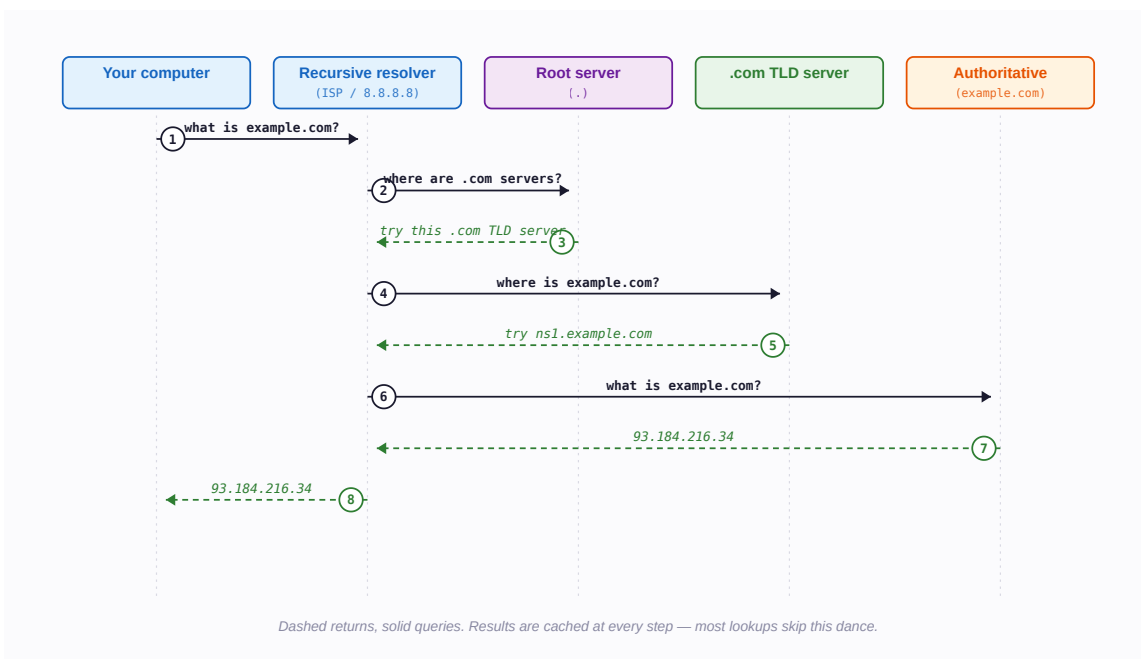 Your computer
Recursive resolver
(ISP / 8.8.8.8)
Root server
(.)
.com TLD server
Authoritative
(example.com)
1 what is example.com?
2 where are .com servers?
try this .com TLD server 3
4 where is example.com?
try ns1.example.com 5
6 what is example.com?
93.184.216.34 7
93.184.216.34 8
Dashed returns, solid queries. Results are cached at every step — most lookups skip this dance.